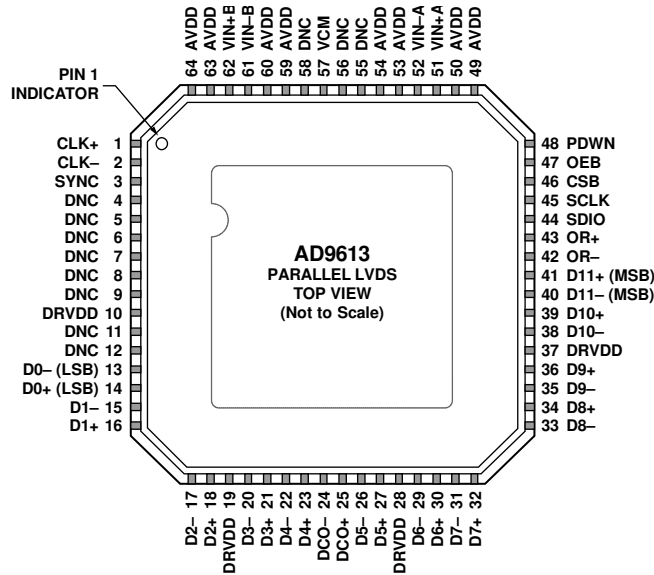 64 AVDD
63 AVDD
62 VIN+B
61 VIN–B
60 AVDD
59 AVDD
58 DNC
57 VCM
56 DNC
55 DNC
54 AVDD
53 AVDD
52 VIN–A
51 VIN+A
50 AVDD
49 AVDD
PIN 1
INDICATOR
CLK+ 1
CLK– 2
SYNC 3
DNC 4
DNC 5
DNC 6
DNC 7
DNC 8
DNC 9
DRVDD 10
DNC 11
DNC 12
D0– (LSB) 13
D0+ (LSB) 14
D1– 15
D1+ 16
AD9613
PARALLEL LVDS
TOP VIEW
(Not to Scale)
48 PDWN
47 OEB
46 CSB
45 SCLK
44 SDIO
43 OR+
42 OR–
41 D11+ (MSB)
40 D11– (MSB)
39 D10+
38 D10–
37 DRVDD
36 D9+
35 D9–
34 D8+
33 D8–
D2– 17
D2+ 18
DRVDD 19
D3– 20
D3+ 21
D4– 22
D4+ 23
DCO– 24
DCO+ 25
D5– 26
D5+ 27
DRVDD 28
D6– 29
D6+ 30
D7– 31
D7+ 32